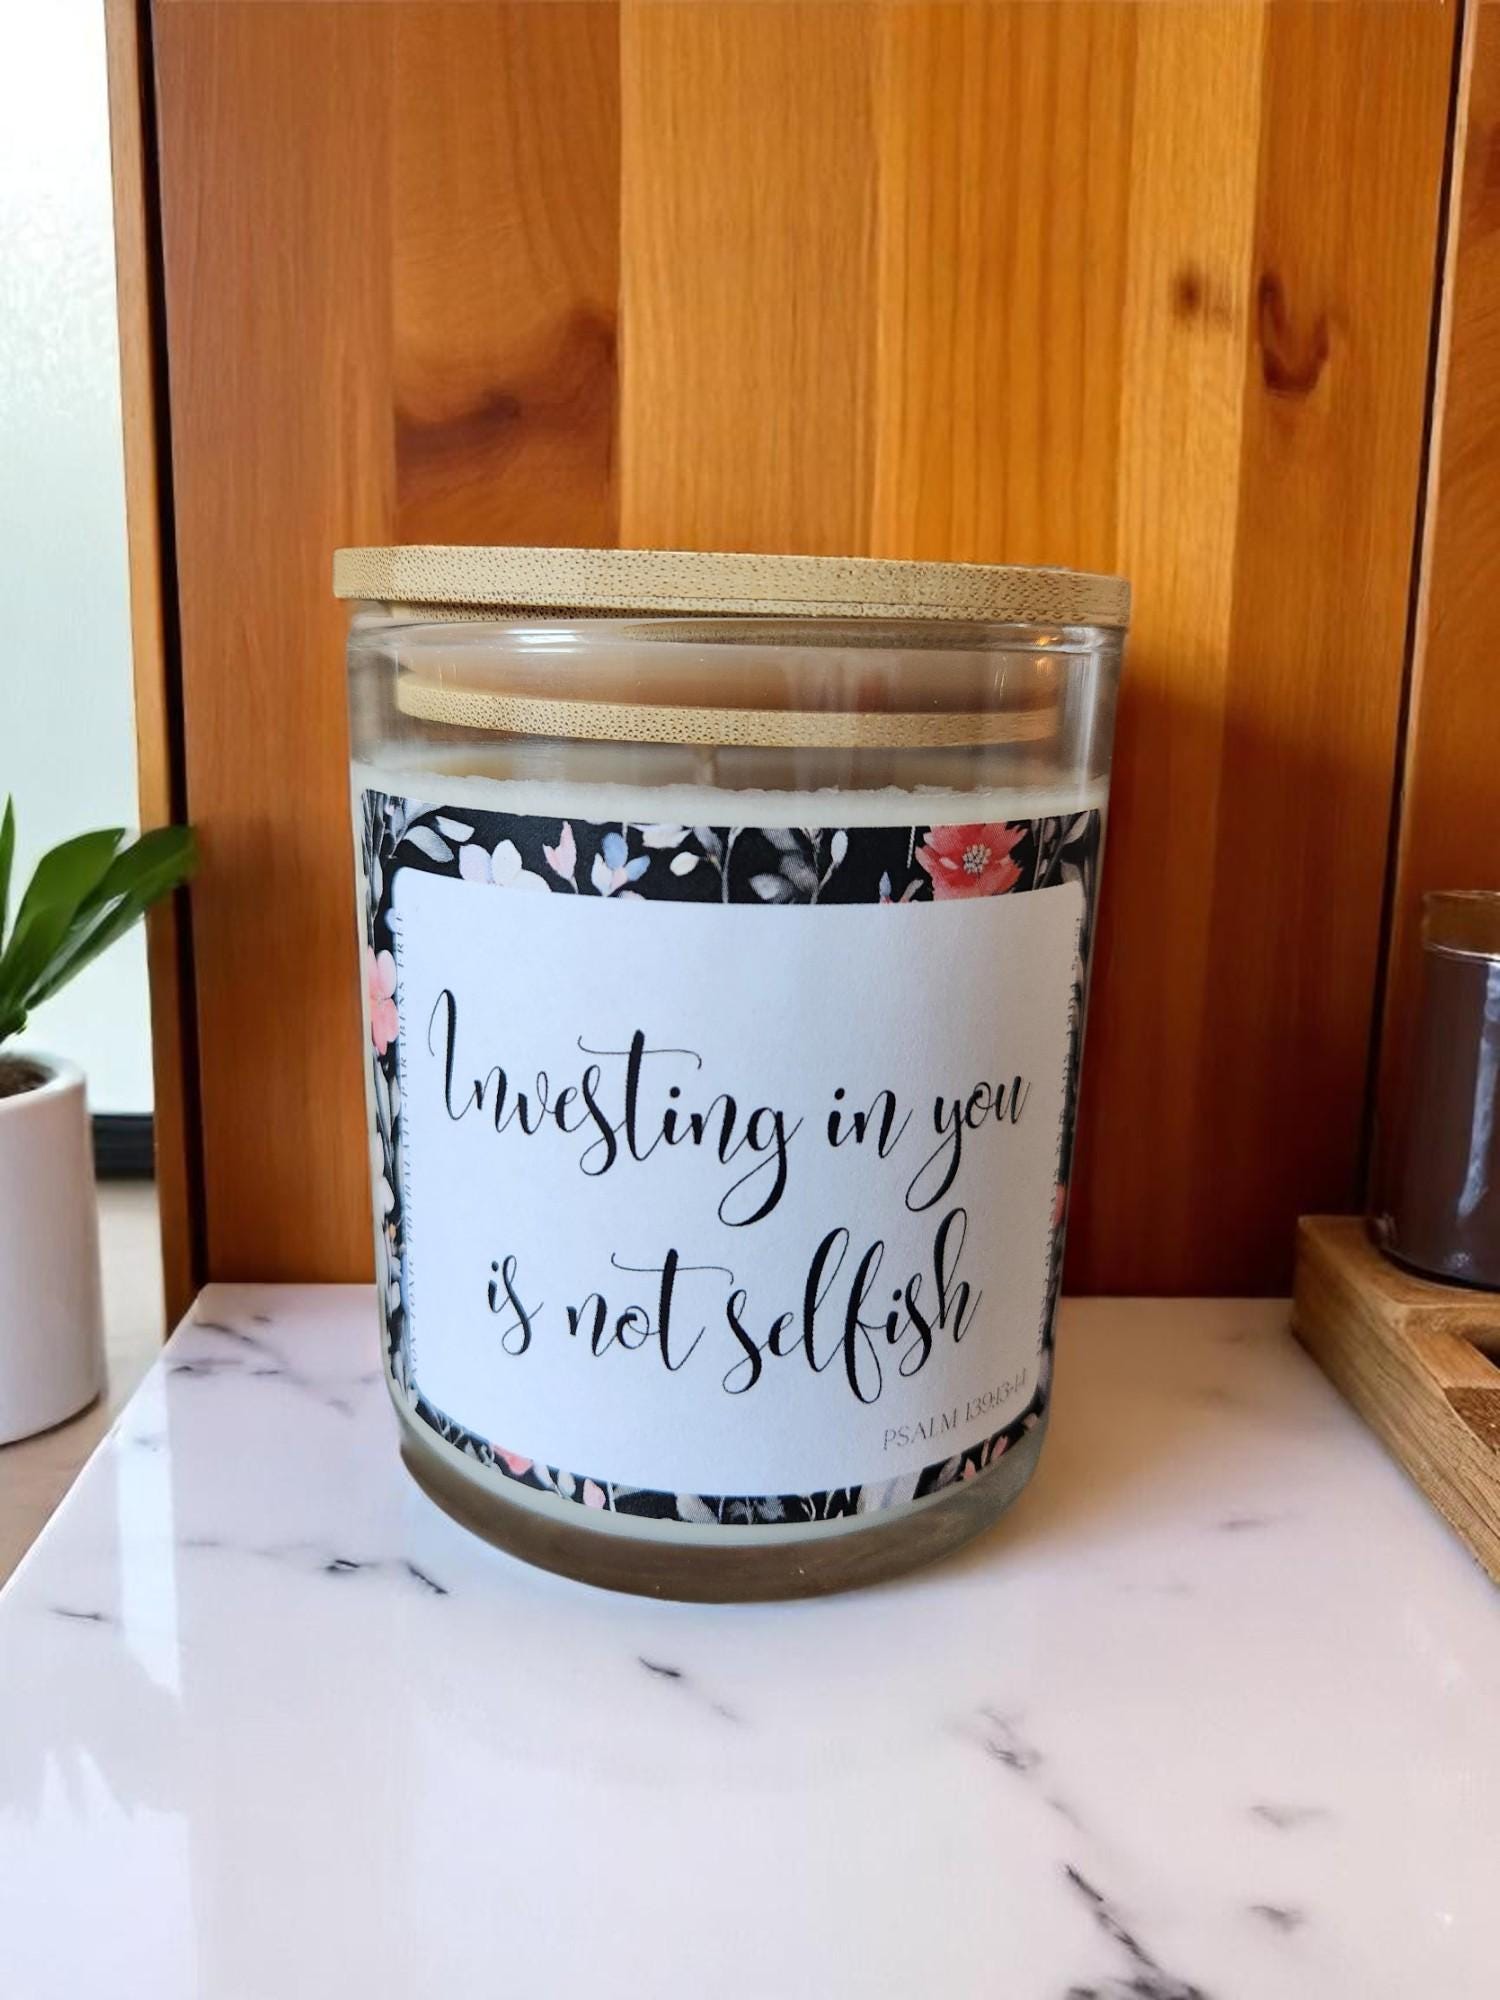 Investing in you
is not selfish
PSALM 139:13-14